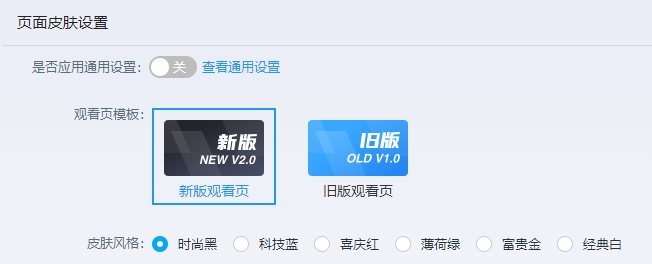 页面皮肤设置
是否应用通用设置： 关 查看通用设置
观看页模板：
新版 旧版
NEW V2.0 OLD V1.0
新版观看页 旧版观看页
皮肤风格： 时尚黑 科技蓝 喜庆红 薄荷绿 富贵金 经典白